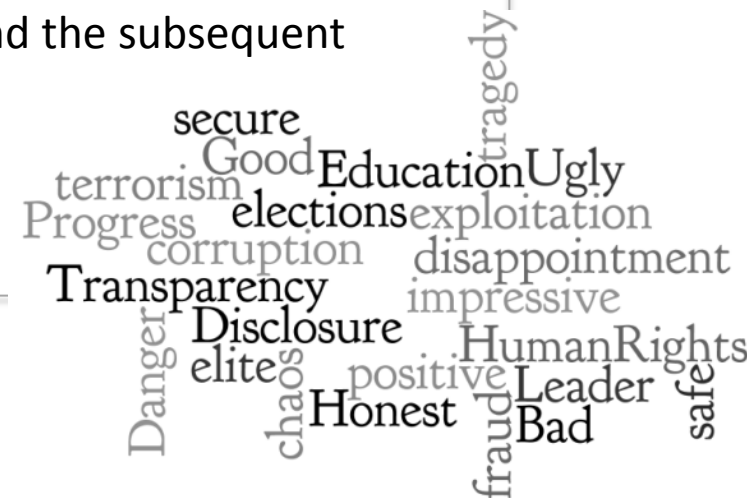 nd the subsequent
tragedy
secure
Good
Education
Ugly
terrorism
Progress
elections
exploitation
corruption
disappointment
Transparency
impressive
Disclosure
HumanRights
Danger
elite
chaos
positive
Leader
safe
Honest
fraud
Bad